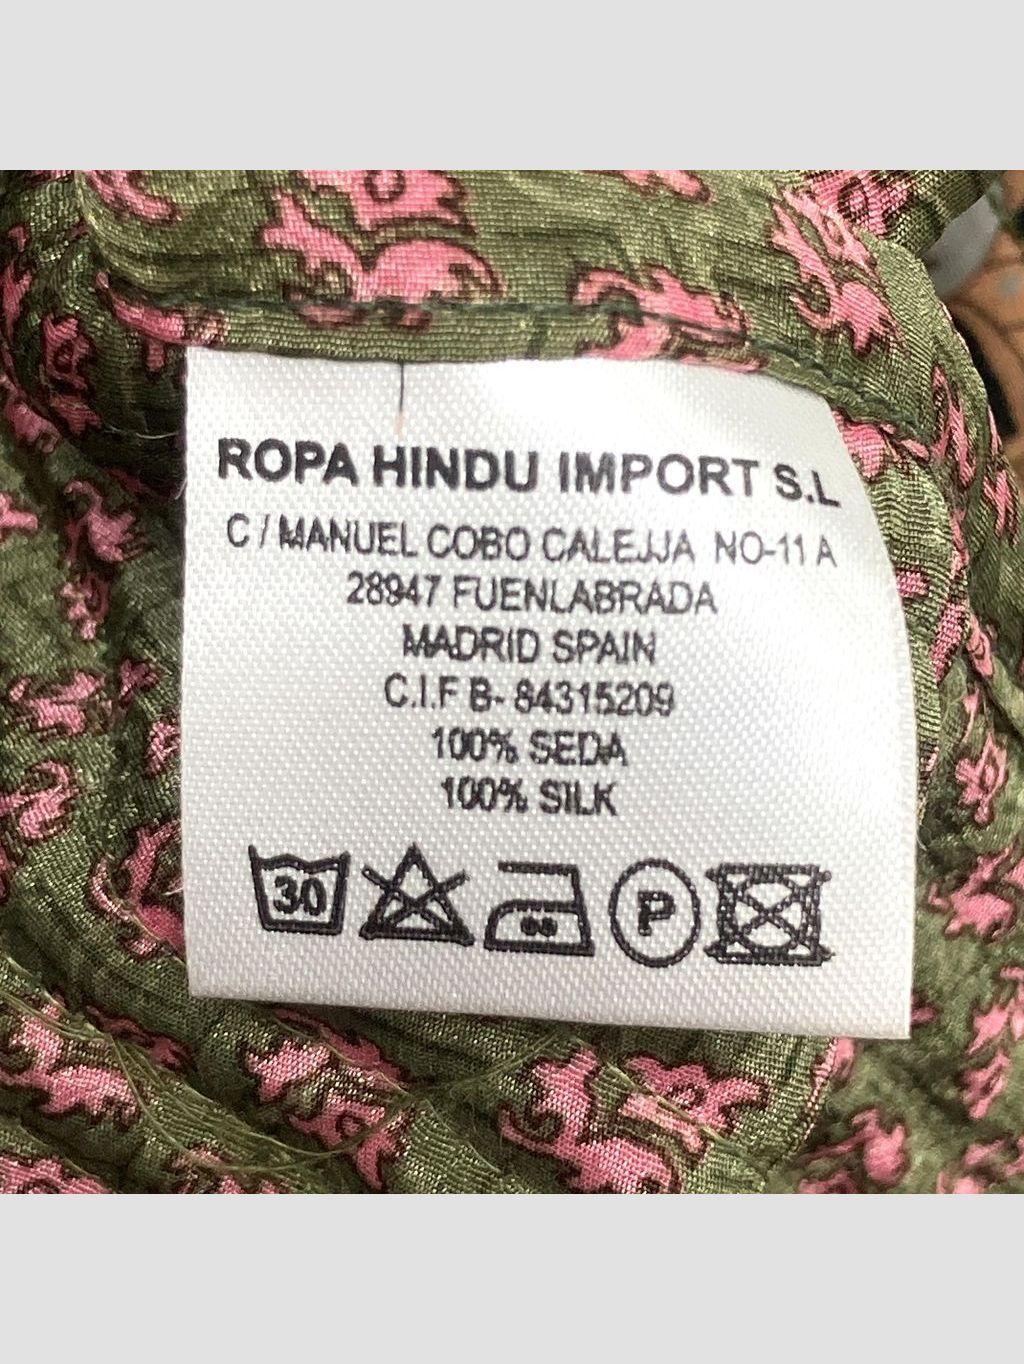 ROPA HINDU IMPORT S.L
C / MANUEL COBO CALEJJA NO-11 A
28947 FUENLABRADA
MADRID SPAIN
C.I.F B- 84315209
100% SEDA
100% SILK
30 P